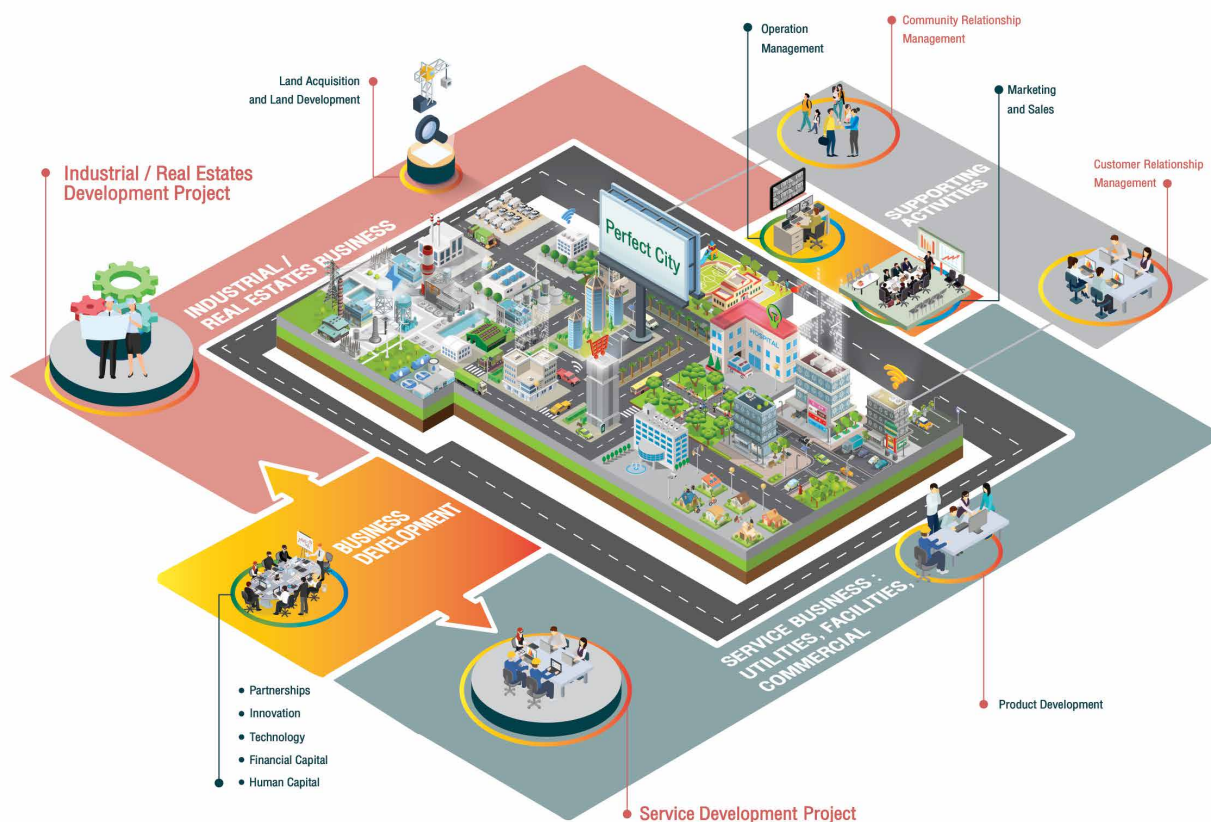 Community Relationship
Management
Operation
Management
Land Acquisition
and Land Development
Marketing
and Sales
Industrial / Real Estates
Development Project
Customer Relationship
Management
SUPPORTING
ACTIVITIES
INDUSTRIAL /
REAL ESTATES BUSINESS
Perfect City
HOSPITAL
BUSINESS
DEVELOPMENT
SERVICE BUSINESS :
UTILITIES, FACILITIES,
COMMERCIAL
• Partnerships
• Innovation
• Technology
• Financial Capital
• Human Capital
Product Development
Service Development Project